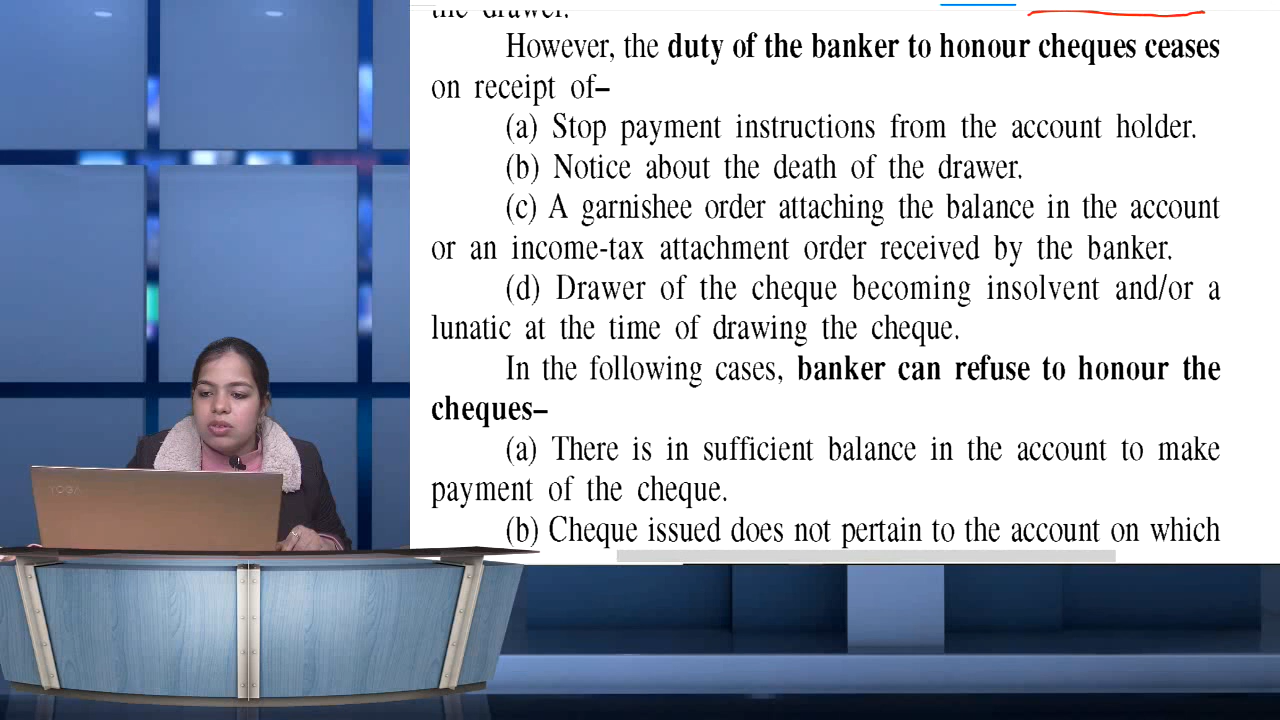 the drawer.
However, the duty of the banker to honour cheques ceases
on receipt of–
(a) Stop payment instructions from the account holder.
(b) Notice about the death of the drawer.
(c) A garnishee order attaching the balance in the account
or an income-tax attachment order received by the banker.
(d) Drawer of the cheque becoming insolvent and/or a
lunatic at the time of drawing the cheque.
In the following cases, banker can refuse to honour the
cheques–
(a) There is in sufficient balance in the account to make
payment of the cheque.
(b) Cheque issued does not pertain to the account on which
YOGA